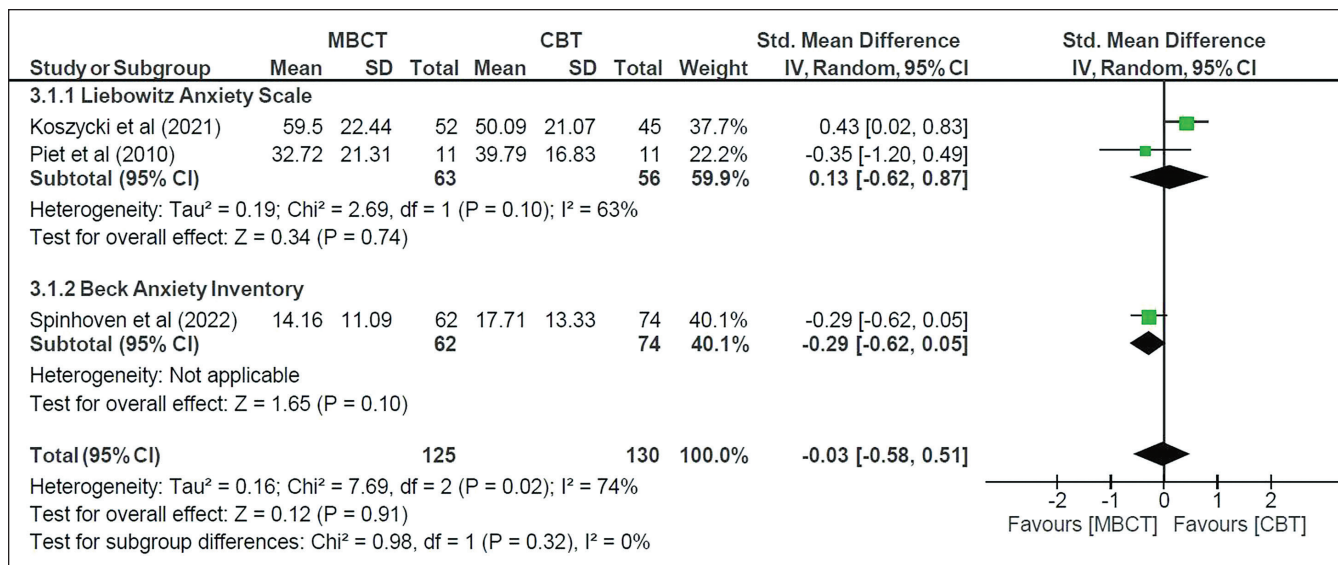 MBCT CBT Std. Mean Difference Std. Mean Difference
Study or Subgroup Mean SD Total Mean SD Total Weight IV, Random, 95% CI IV, Random, 95% CI
3.1.1 Liebowitz Anxiety Scale
Koszycki et al (2021) 59.5 22.44 52 50.09 21.07 45 37.7% 0.43 [0.02, 0.83]
Piet et al (2010) 32.72 21.31 11 39.79 16.83 11 22.2% -0.35 [-1.20, 0.49]
Subtotal (95% CI) 63 56 59.9% 0.13 [-0.62, 0.87]
Heterogeneity: Tau² = 0.19; Chi² = 2.69, df = 1 (P = 0.10); I² = 63%
Test for overall effect: Z = 0.34 (P = 0.74)
3.1.2 Beck Anxiety Inventory
Spinhoven et al (2022) 14.16 11.09 62 17.71 13.33 74 40.1% -0.29 [-0.62, 0.05]
Subtotal (95% CI) 62 74 40.1% -0.29 [-0.62, 0.05]
Heterogeneity: Not applicable
Test for overall effect: Z = 1.65 (P = 0.10)
Total (95% CI) 125 130 100.0% -0.03 [-0.58, 0.51]
Heterogeneity: Tau² = 0.16; Chi² = 7.69, df = 2 (P = 0.02); I² = 74%
Test for overall effect: Z = 0.12 (P = 0.91)
Test for subgroup differences: Chi² = 0.98, df = 1 (P = 0.32), I² = 0%
-2 -1 0 1 2
Favours [MBCT] Favours [CBT]